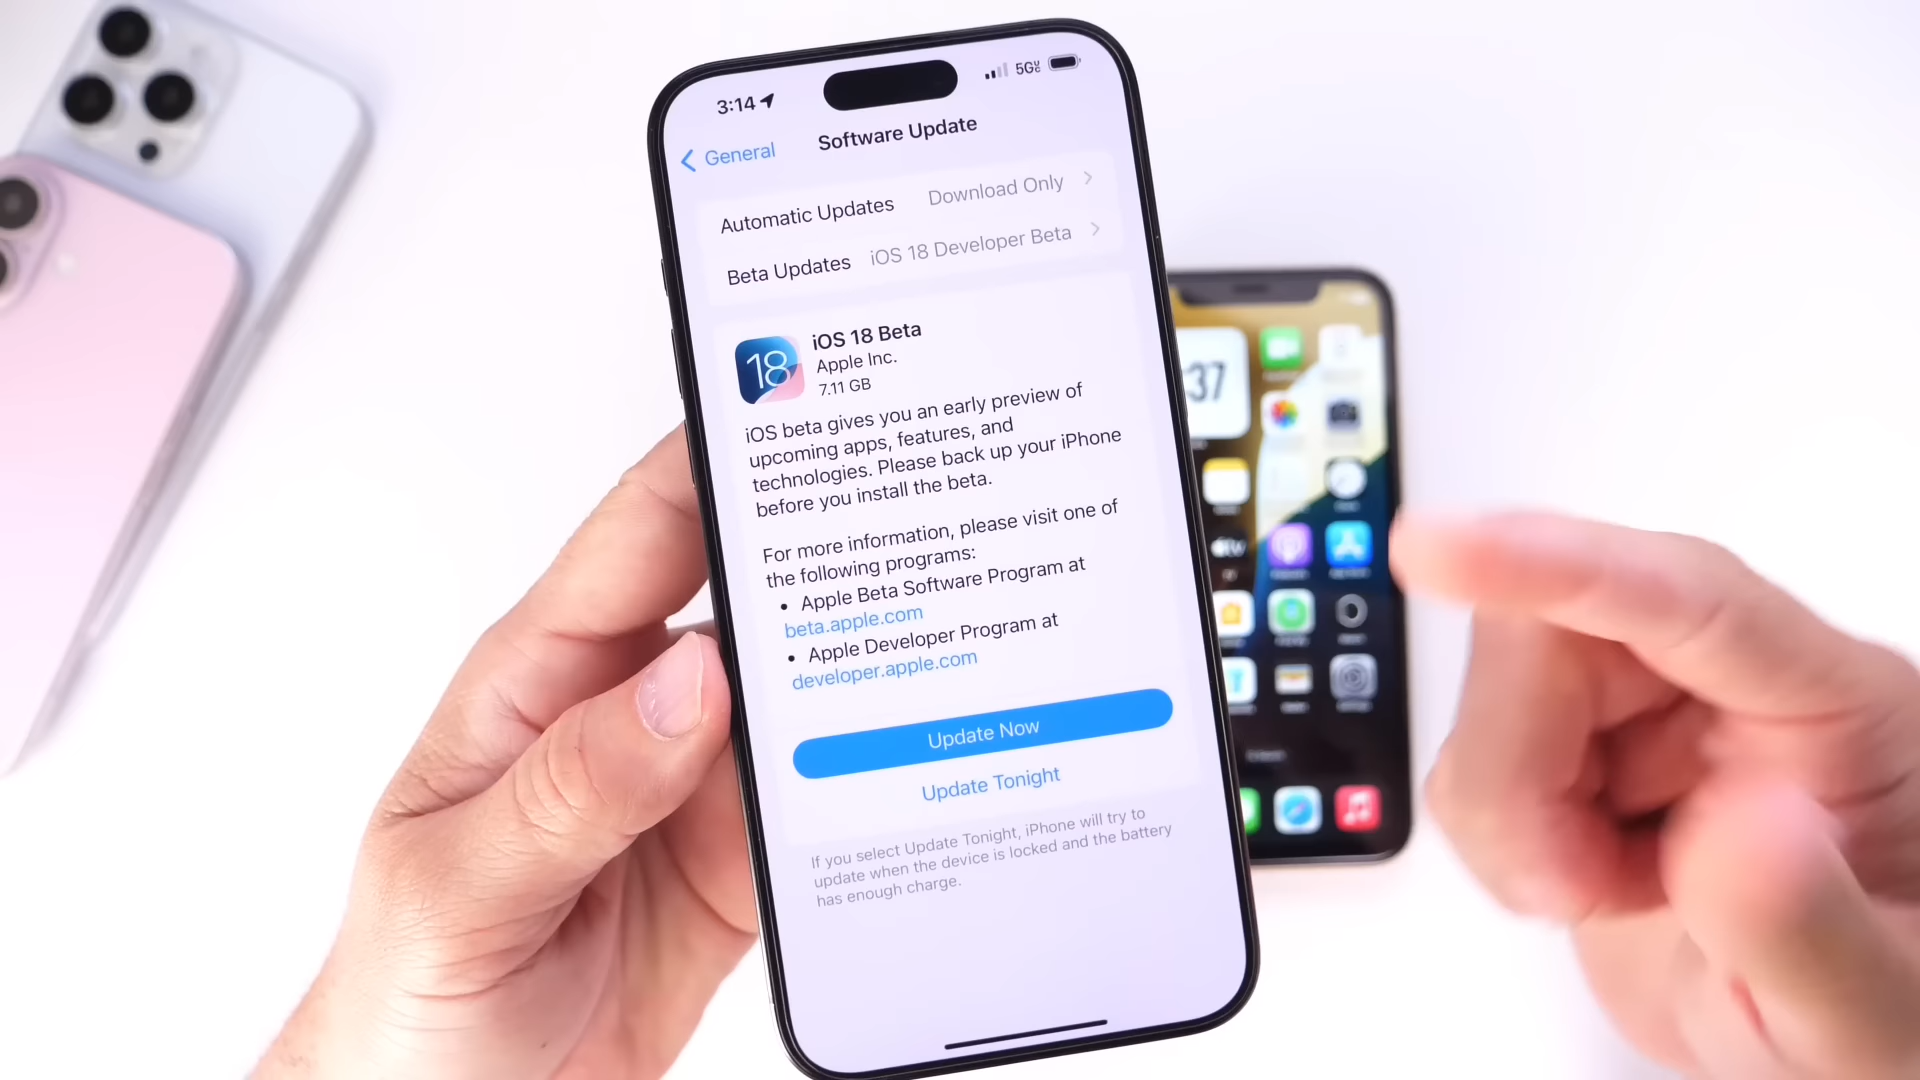 3:14
5G
Software Update
General
Automatic Updates Download Only
Beta Updates iOS 18 Developer Beta
18
iOS 18 Beta
Apple Inc.
7.11 GB
iOS beta gives you an early preview of
upcoming apps, features, and
technologies. Please back up your iPhone
before you install the beta.
For more information, please visit one of
the following programs:
• Apple Beta Software Program at
beta.apple.com
• Apple Developer Program at
developer.apple.com
Update Now
Update Tonight
If you select Update Tonight, iPhone will try to
update when the device is locked and the battery
has enough charge.
37
tv